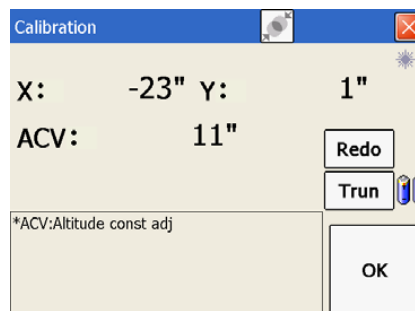 Calibration
X: -23" Y: 1"
ACV: 11"
Redo
Trun
*ACV:Altitude const adj
OK